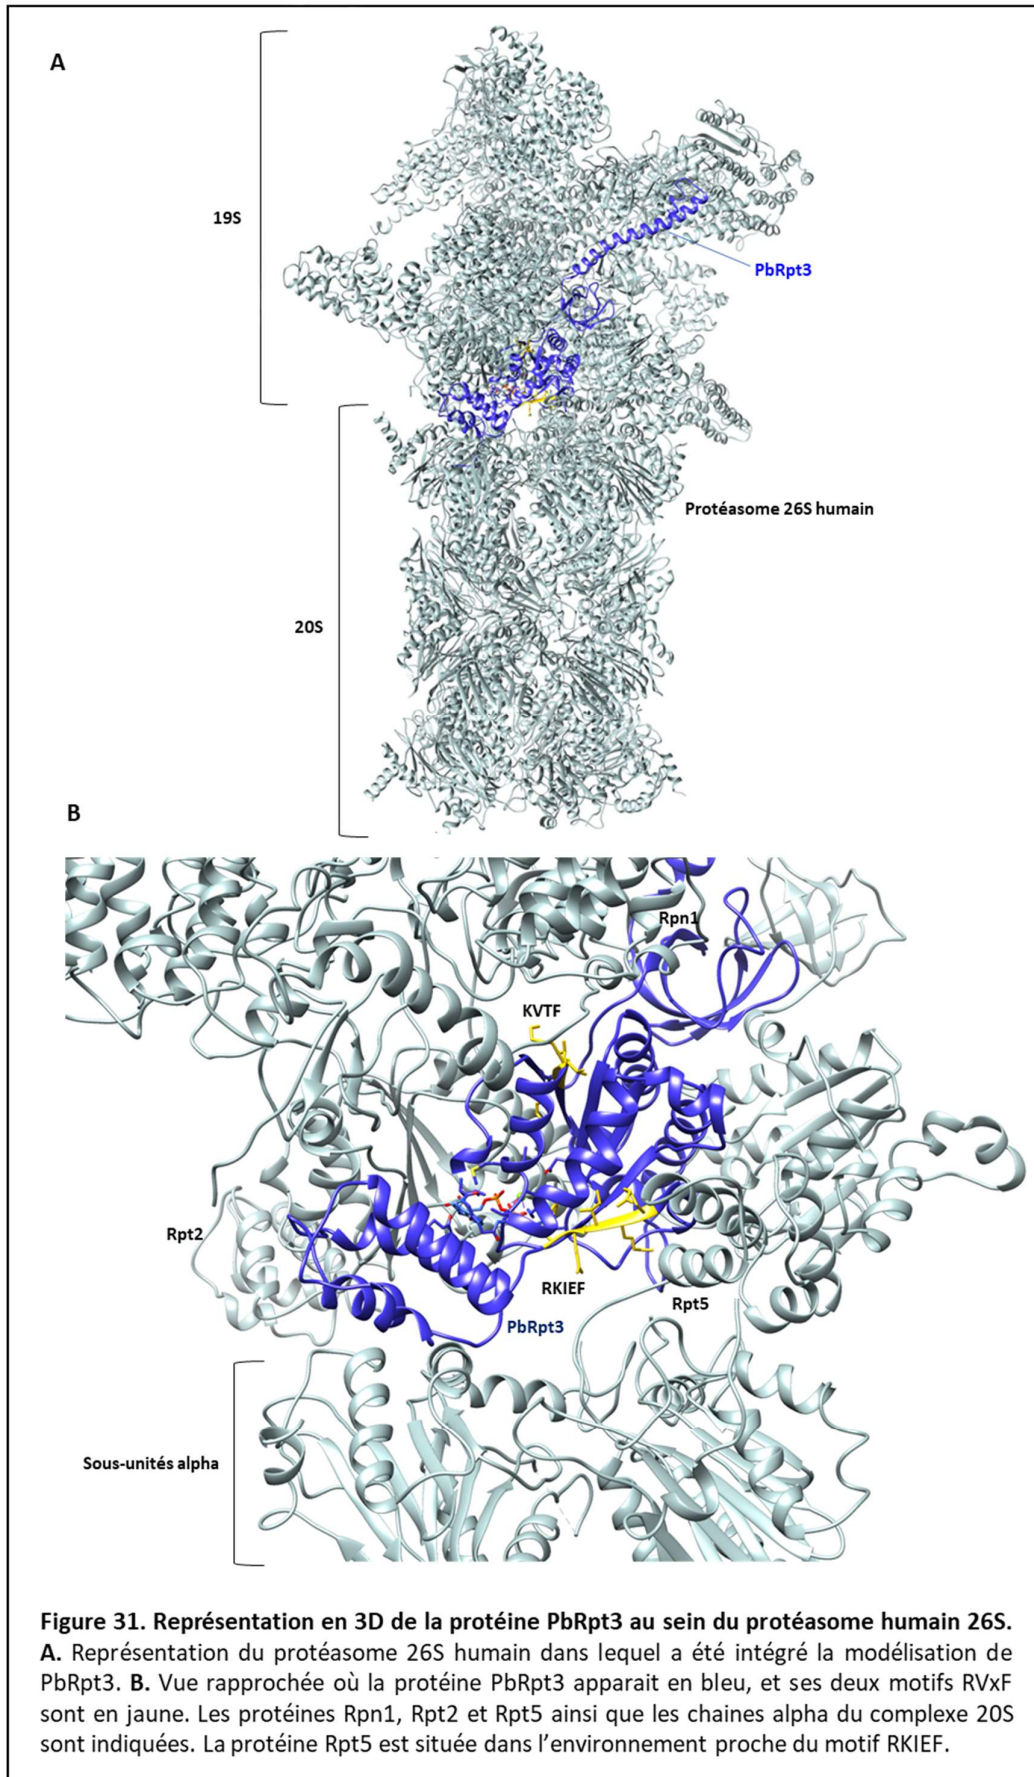 A
19S
PbRpt3
Protéasome 26S humain
20S
B
Rpn1
KVTF
Rpt2
RKIEF
Rpt5
PbRpt3
Sous-unités alpha
Figure 31. Représentation en 3D de la protéine PbRpt3 au sein du protéasome humain 26S.
A. Représentation du protéasome 26S humain dans lequel a été intégré la modélisation de
PbRpt3. B. Vue rapprochée où la protéine PbRpt3 apparait en bleu, et ses deux motifs RVxF
sont en jaune. Les protéines Rpn1, Rpt2 et Rpt5 ainsi que les chaines alpha du complexe 20S
sont indiquées. La protéine Rpt5 est située dans l’environnement proche du motif RKIEF.